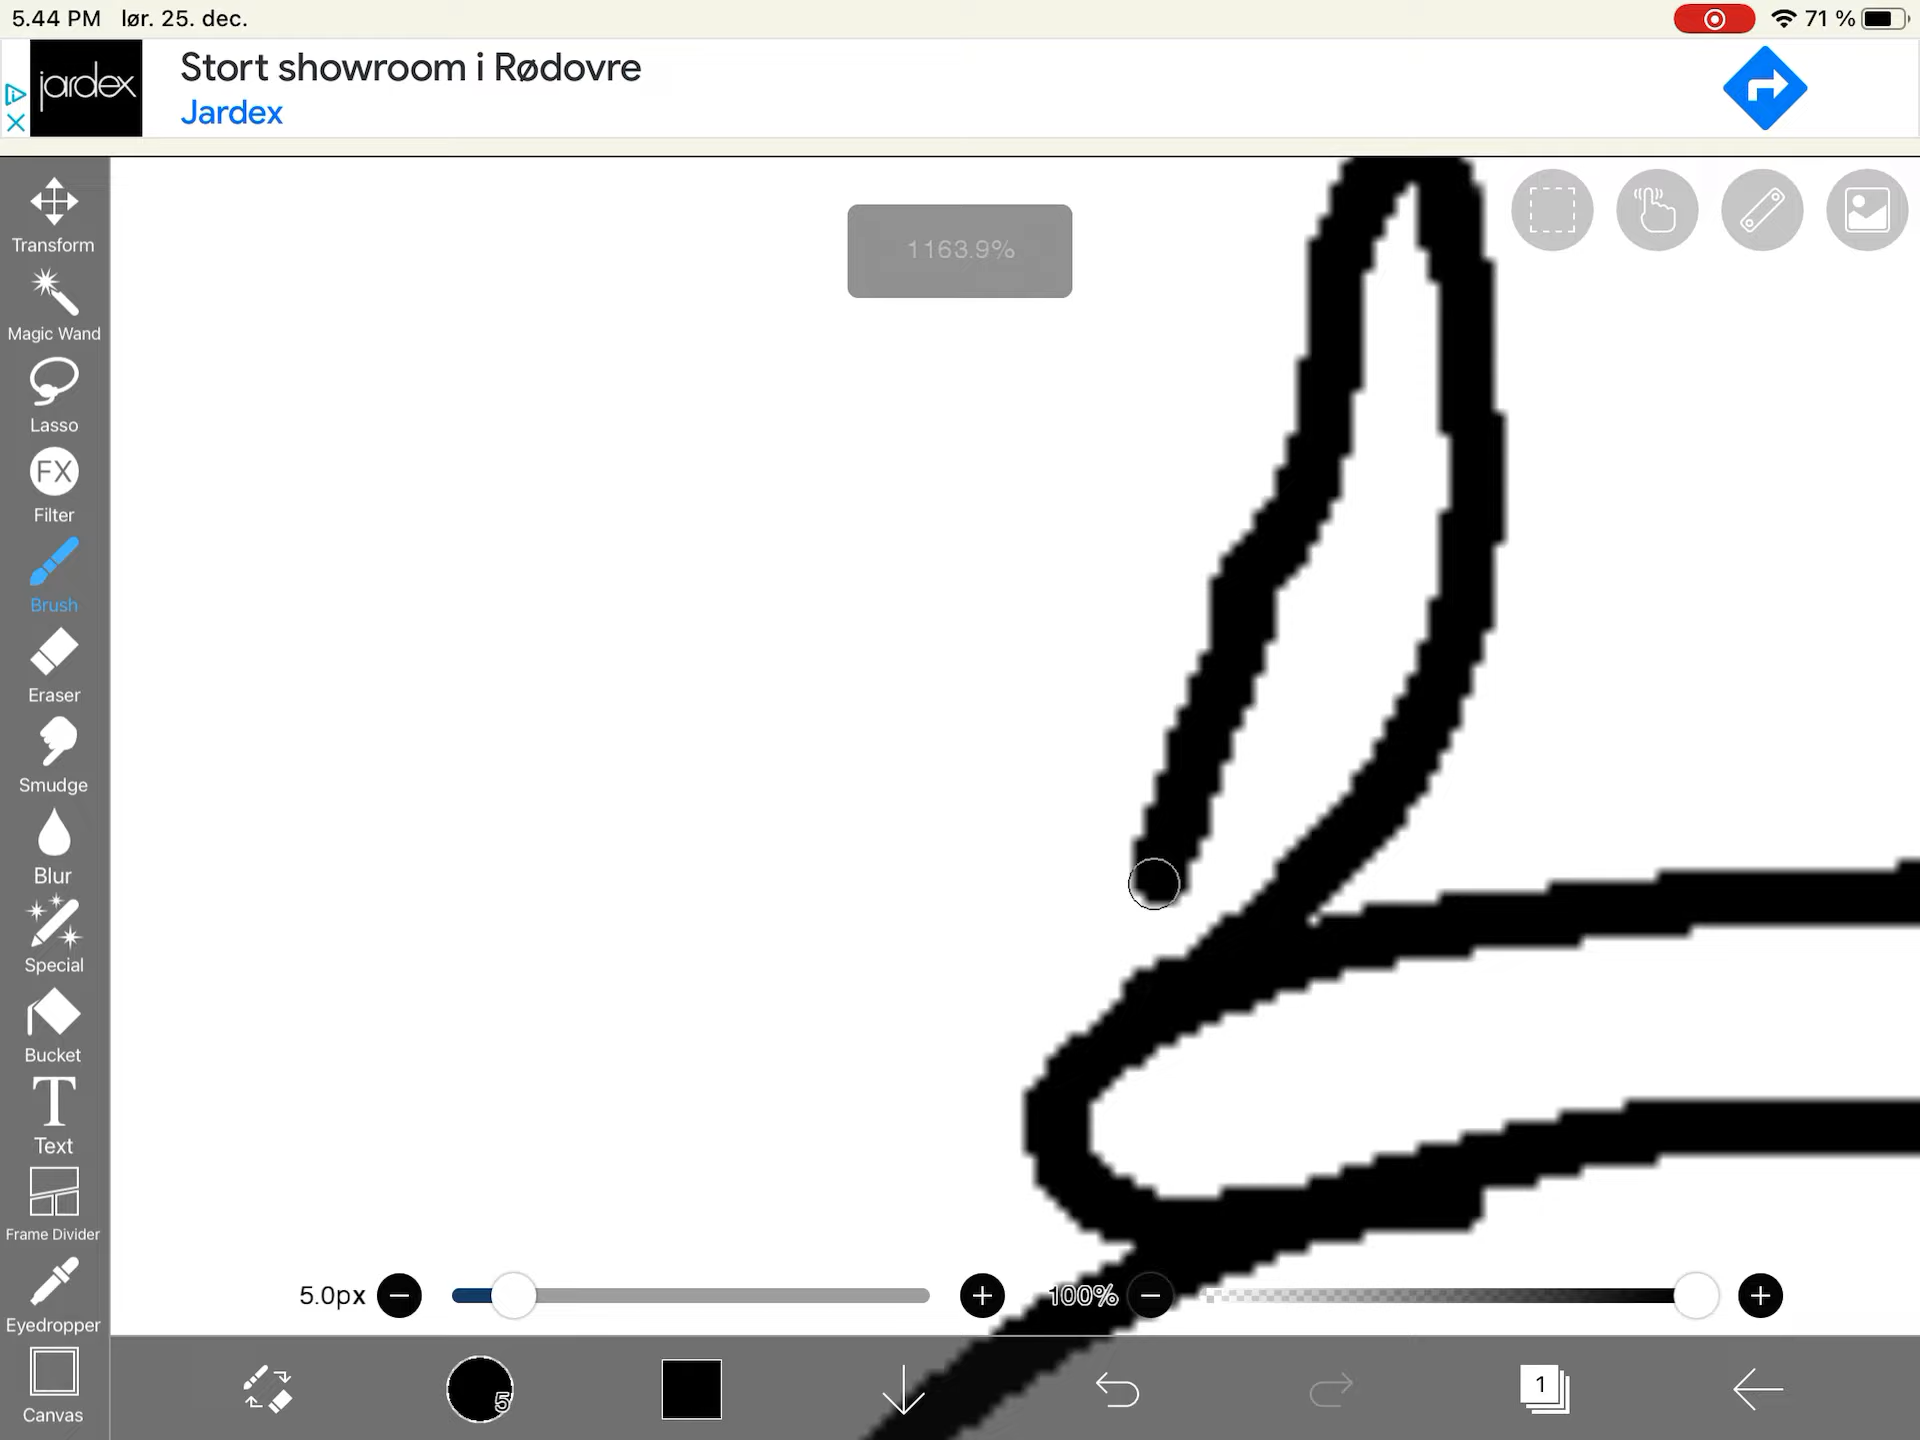 5.44 PM lør. 25. dec.
71 %
jardex
Stort showroom i Rødovre
Jardex
1163.9%
Transform
Magic Wand
Lasso
FX
Filter
Brush
Eraser
Smudge
Blur
Special
Bucket
T
Text
Frame Divider
Eyedropper
Canvas
5.0px
100%
5
1